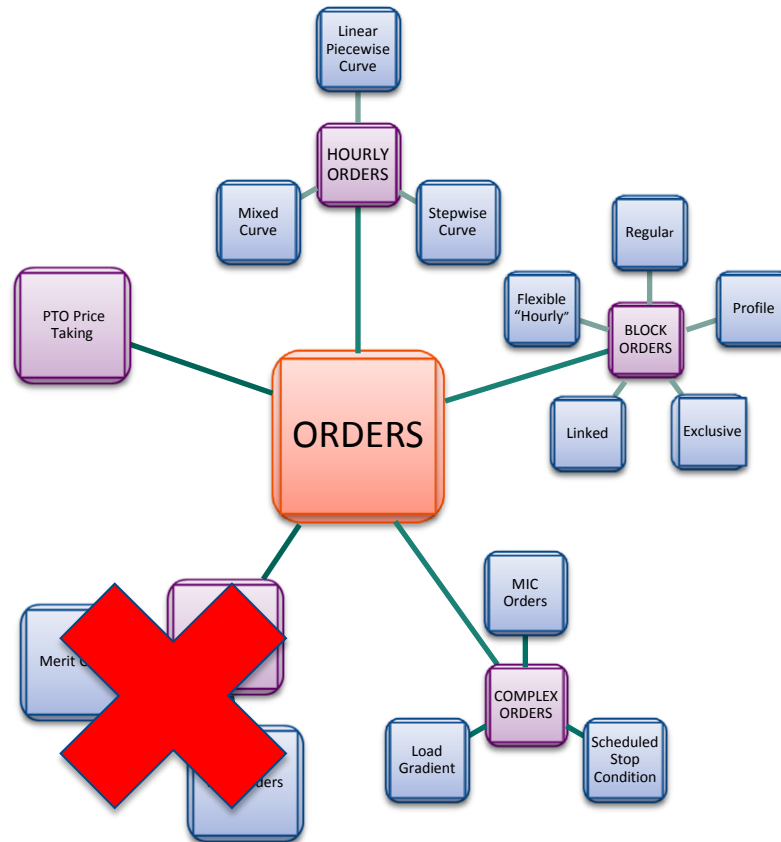 Linear
Piecewise
Curve
HOURLY
ORDERS
Mixed
Curve
Stepwise
Curve
Regular
Flexible
“Hourly”
BLOCK
ORDERS
Profile
Linked
Exclusive
PTO Price
Taking
ORDERS
MIC
Orders
COMPLEX
ORDERS
Load
Gradient
Scheduled
Stop
Condition
Merit